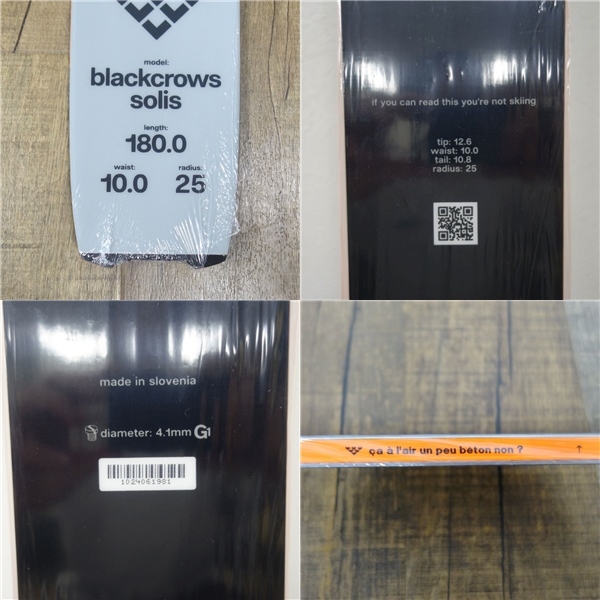 model:
blackcrows
solis
length:
180.0
waist: radius:
10.0 25
if you can read this you're not skiing
tip: 12.6
waist: 10.0
tail: 10.8
radius: 25
made in slovenia
diameter: 4.1mm G1
1024061981
ça à l'air un peu béton non ? ↑